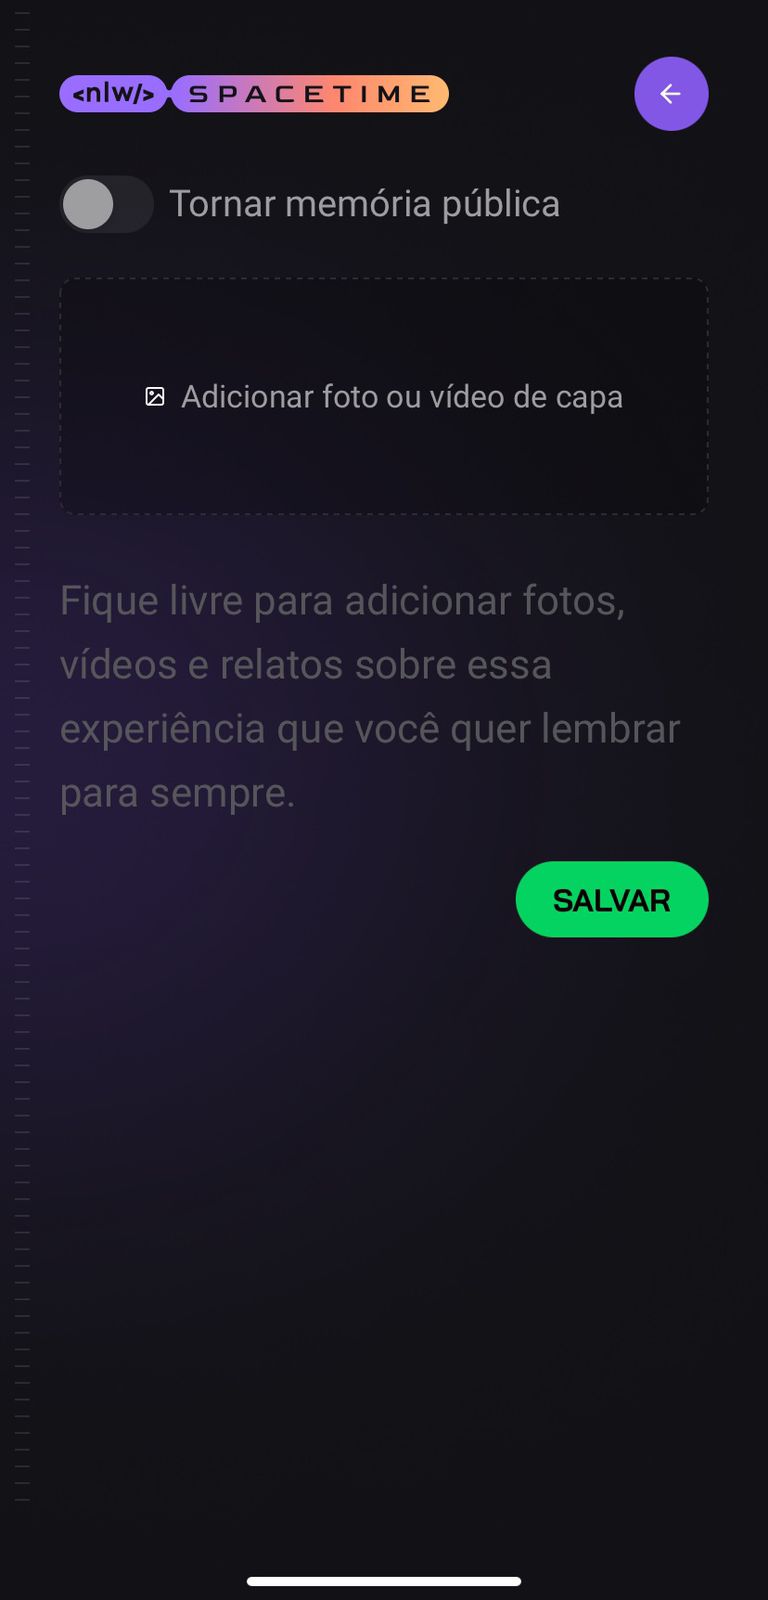 <nlw/> SPACETIME
Tornar memória pública
Adicionar foto ou vídeo de capa
Fique livre para adicionar fotos,
vídeos e relatos sobre essa
experiência que você quer lembrar
para sempre.
SALVAR